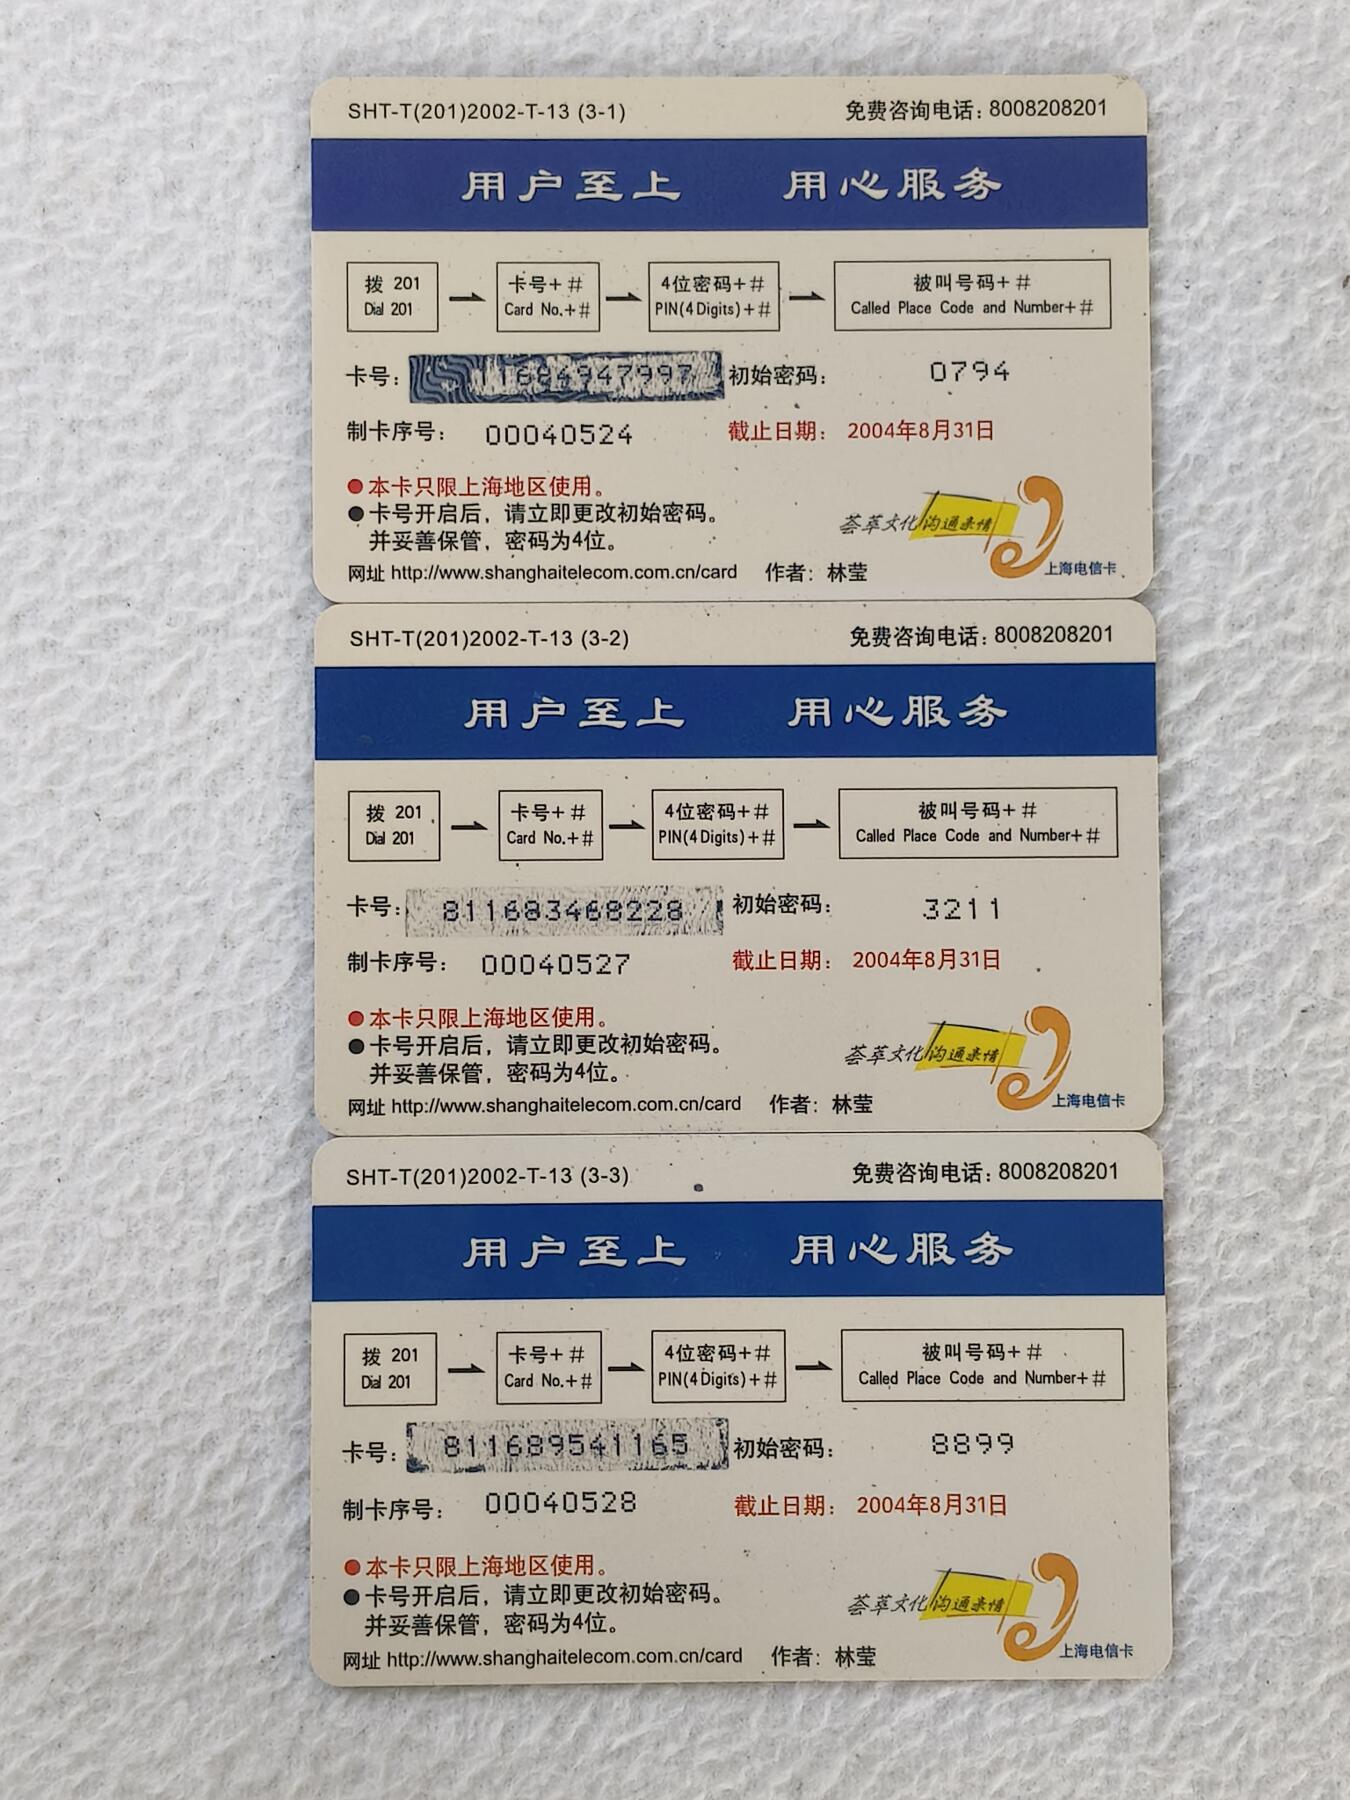 SHT-T(201)2002-T-13 (3-1) 免费咨询电话：8008208201
用户至上 用心服务
拨 201 卡号+# 4位密码+# 被叫号码+#
Dial 201 Card No.+# PIN(4 Digits)+# Called Place Code and Number+#
卡号： 初始密码： 0794
制卡序号： 00040524 截止日期： 2004年8月31日
●本卡只限上海地区使用。
●卡号开启后，请立即更改初始密码。
并妥善保管，密码为4位。
荟萃文化 沟通亲情
网址 http://www.shanghaitelecom.com.cn/card 作者：林莹 上海电信卡
SHT-T(201)2002-T-13 (3-2) 免费咨询电话：8008208201
用户至上 用心服务
拨 201 卡号+# 4位密码+# 被叫号码+#
Dial 201 Card No.+# PIN(4 Digits)+# Called Place Code and Number+#
卡号： 811683468228 初始密码： 3211
制卡序号： 00040527 截止日期： 2004年8月31日
●本卡只限上海地区使用。
●卡号开启后，请立即更改初始密码。
并妥善保管，密码为4位。
荟萃文化 沟通亲情
网址 http://www.shanghaitelecom.com.cn/card 作者：林莹 上海电信卡
SHT-T(201)2002-T-13 (3-3) 免费咨询电话：8008208201
用户至上 用心服务
拨 201 卡号+# 4位密码+# 被叫号码+#
Dial 201 Card No.+# PIN(4 Digits)+# Called Place Code and Number+#
卡号： 811689541165 初始密码： 8899
制卡序号： 00040528 截止日期： 2004年8月31日
●本卡只限上海地区使用。
●卡号开启后，请立即更改初始密码。
并妥善保管，密码为4位。
荟萃文化 沟通亲情
网址 http://www.shanghaitelecom.com.cn/card 作者：林莹 上海电信卡